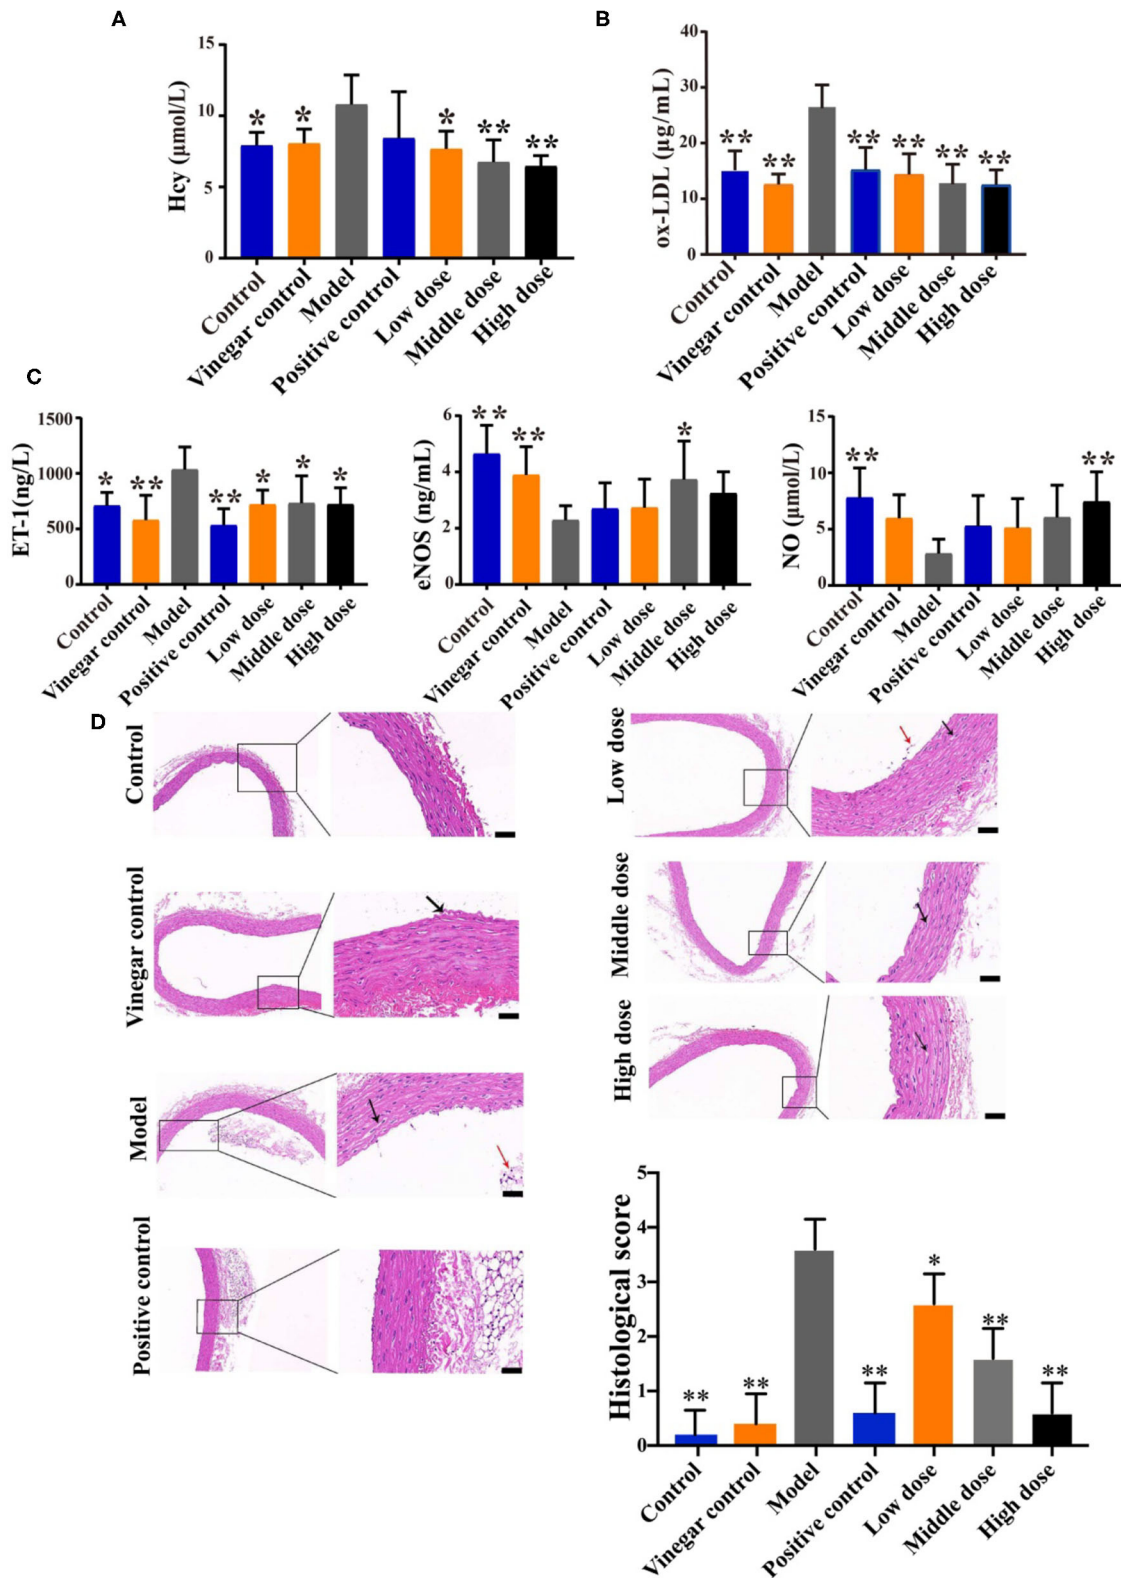 A
Hcy (μmol/L)
15
10
5
0
*
*
*
**
**
Control
Vinegar control
Model
Positive control
Low dose
Middle dose
High dose
B
ox-LDL (μg/mL)
40
30
20
10
0
**
**
**
**
**
**
Control
Vinegar control
Model
Positive control
Low dose
Middle dose
High dose
C
ET-1(ng/L)
1500
1000
500
0
*
**
**
*
*
*
Control
Vinegar control
Model
Positive control
Low dose
Middle dose
High dose
eNOS (ng/mL)
6
4
2
0
**
**
*
Control
Vinegar control
Model
Positive control
Low dose
Middle dose
High dose
NO (μmol/L)
15
10
5
0
**
**
Control
Vinegar control
Model
Positive control
Low dose
Middle dose
High dose
D
Control
Vinegar control
Model
Positive control
Low dose
Middle dose
High dose
Histological score
5
4
3
2
1
0
**
**
**
*
**
**
Control
Vinegar control
Model
Positive control
Low dose
Middle dose
High dose